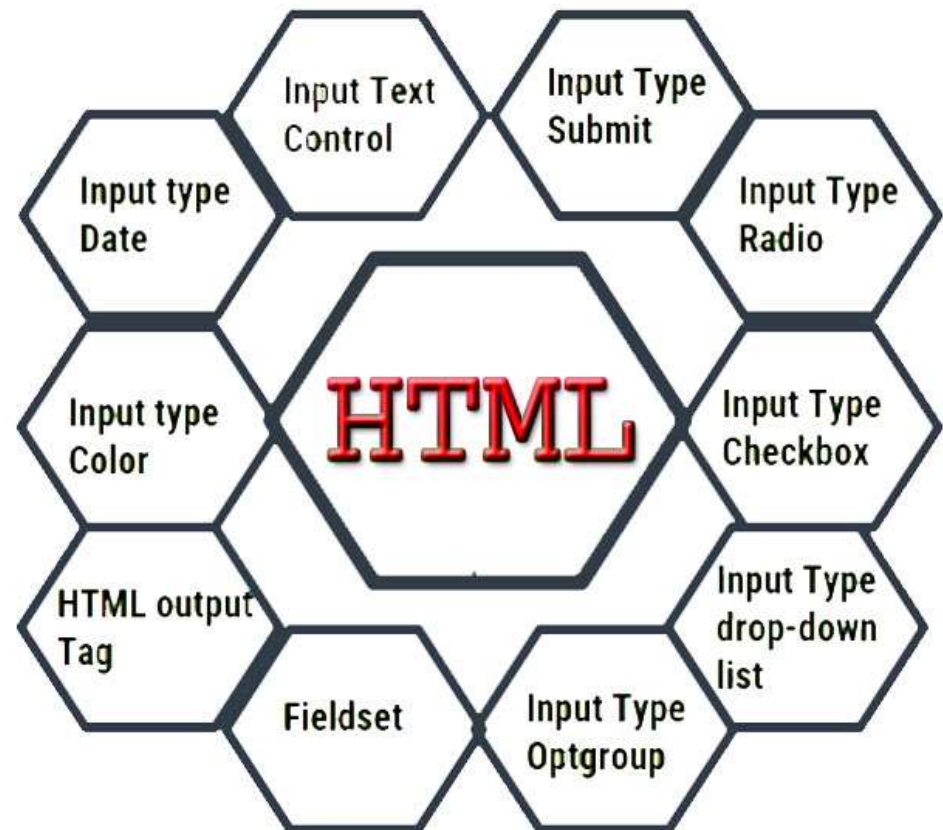 Input Text
Control
Input Type
Submit
Input type
Date
Input Type
Radio
HTML
Input type
Color
Input Type
Checkbox
HTML output
Tag
Input Type
drop-down
list
Fieldset
Input Type
Optgroup